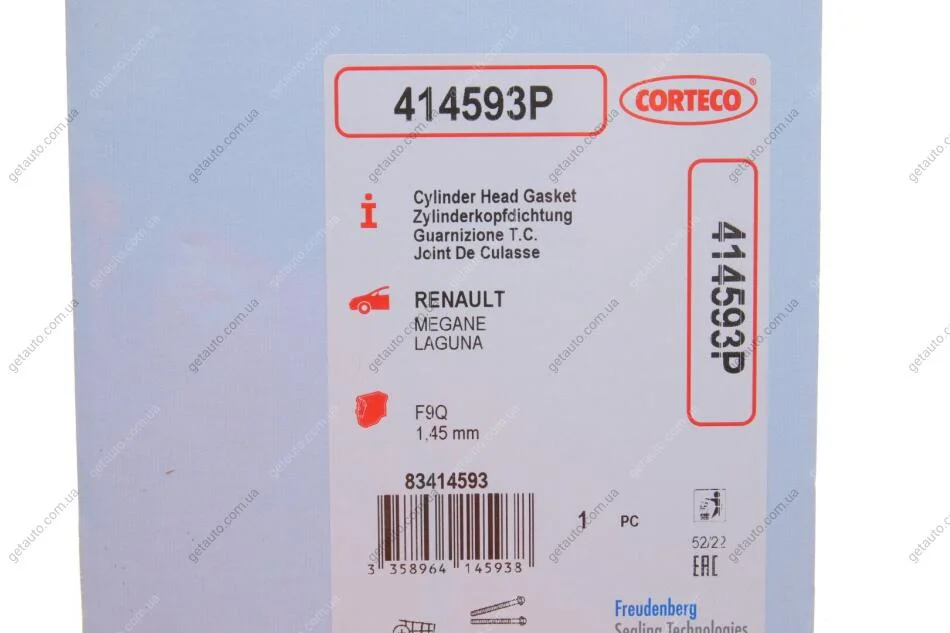 414593P
CORTECO®
Cylinder Head Gasket
Zylinderkopfdichtung
Guarnizione T.C.
Joint De Culasse
414593P
RENAULT
MEGANE
LAGUNA
F9Q
1,45 mm
83414593
1 PC
3 358964 145938
52/22
EAC
Freudenberg
Sealing Technologies
getauto.com.ua